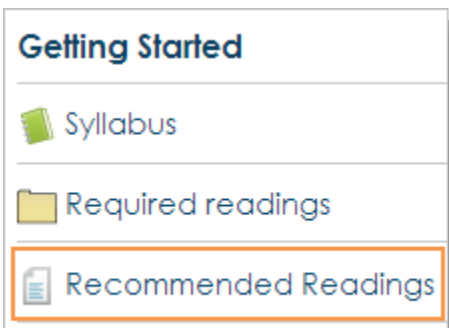 Getting Started
Syllabus
Required readings
Recommended Readings